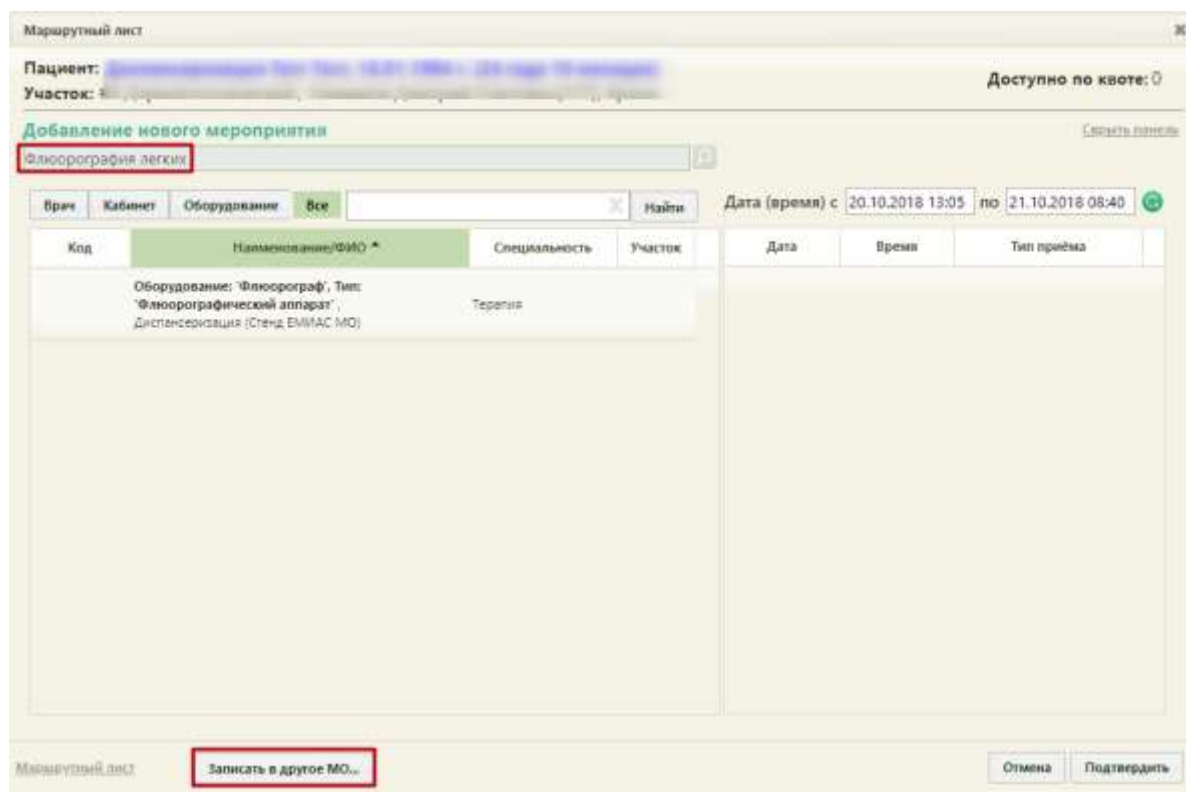 Маршрутный лист
Пациент:
Участок:
Доступно по квоте: 0
Добавление нового мероприятия
Скрыть панель
Флюорография легких
Врач Кабинет Оборудование Все Найти Дата (время) с 20.10.2018 13:05 по 21.10.2018 08:40
Код Наименование/ФИО Специальность Участок Дата Время Тип приёма
Оборудование: 'Флюорограф', Тип:
'Флюорографический аппарат',
Диспансеризация (Стенд ЕМИАС МО)
Терапия
Маршрутный лист Записать в другое МО... Отмена Подтвердить